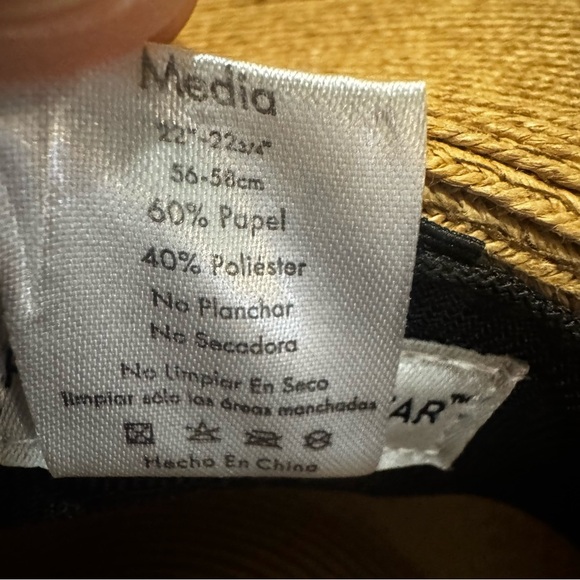 Media
22"-22 3/4"
56-58cm
60% Papel
40% Poliester
No Planchar
No Secadora
No Limpiar En Seco
limpiar sólo las áreas manchadas
AR™
Hecho En China